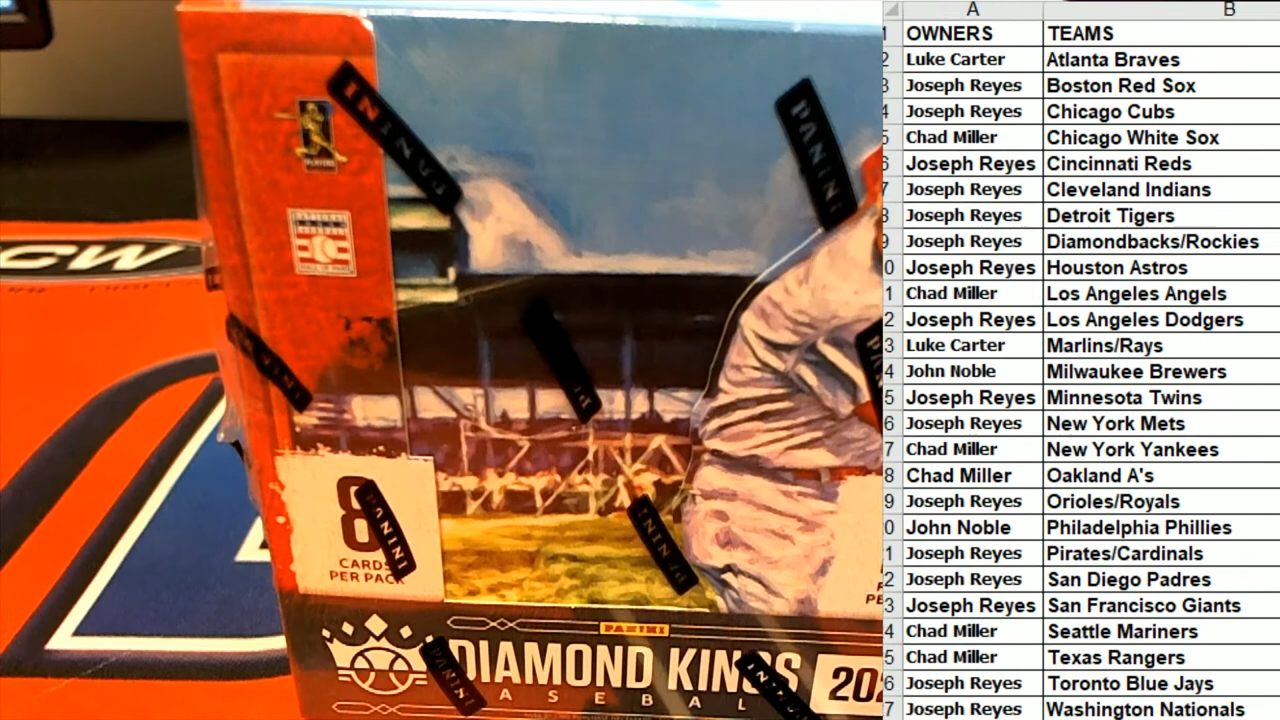 A B
1 OWNERS TEAMS
2 Luke Carter Atlanta Braves
3 Joseph Reyes Boston Red Sox
4 Joseph Reyes Chicago Cubs
5 Chad Miller Chicago White Sox
6 Joseph Reyes Cincinnati Reds
7 Joseph Reyes Cleveland Indians
8 Joseph Reyes Detroit Tigers
9 Joseph Reyes Diamondbacks/Rockies
0 Joseph Reyes Houston Astros
1 Chad Miller Los Angeles Angels
2 Joseph Reyes Los Angeles Dodgers
3 Luke Carter Marlins/Rays
4 John Noble Milwaukee Brewers
5 Joseph Reyes Minnesota Twins
6 Joseph Reyes New York Mets
7 Chad Miller New York Yankees
8 Chad Miller Oakland A's
9 Joseph Reyes Orioles/Royals
0 John Noble Philadelphia Phillies
1 Joseph Reyes Pirates/Cardinals
2 Joseph Reyes San Diego Padres
3 Joseph Reyes San Francisco Giants
4 Chad Miller Seattle Mariners
5 Chad Miller Texas Rangers
6 Joseph Reyes Toronto Blue Jays
7 Joseph Reyes Washington Nationals
PANINI
PANINI
PANINI
PANINI
PANINI
PANINI
CW
8
CARDS
PER PACK
PANINI
DIAMOND KINGS
BASEBAL
202